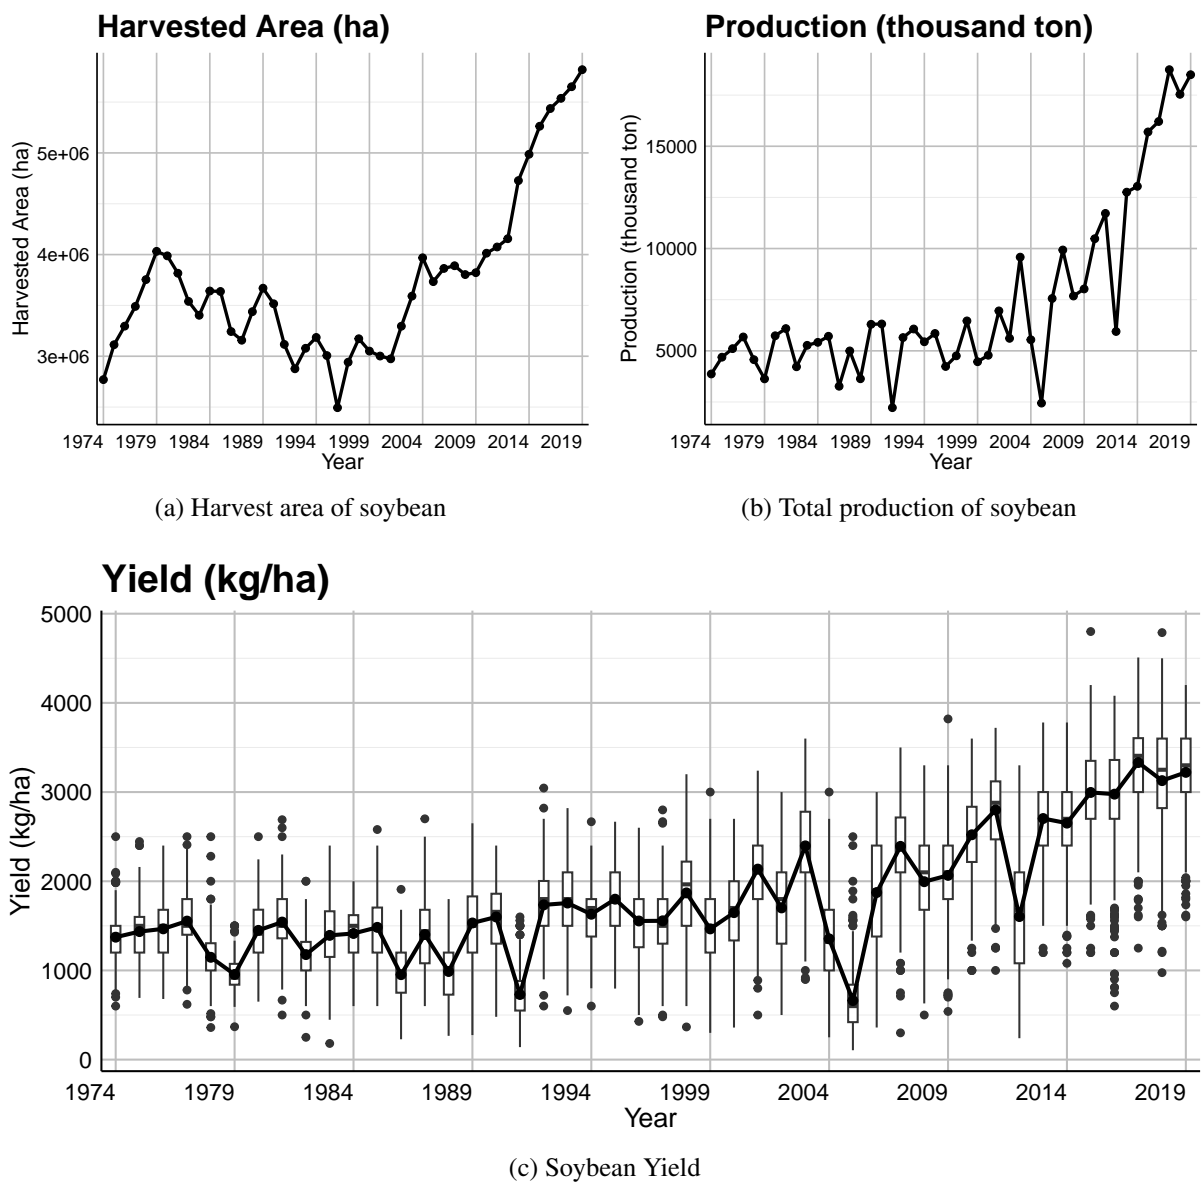 Harvested Area (ha)
Harvested Area (ha)
5e+06
4e+06
3e+06
1974 1979 1984 1989 1994 1999 2004 2009 2014 2019
Year
(a) Harvest area of soybean
Production (thousand ton)
Production (thousand ton)
15000
10000
5000
1974 1979 1984 1989 1994 1999 2004 2009 2014 2019
Year
(b) Total production of soybean
Yield (kg/ha)
Yield (kg/ha)
5000
4000
3000
2000
1000
0
1974 1979 1984 1989 1994 1999 2004 2009 2014 2019
Year
(c) Soybean Yield